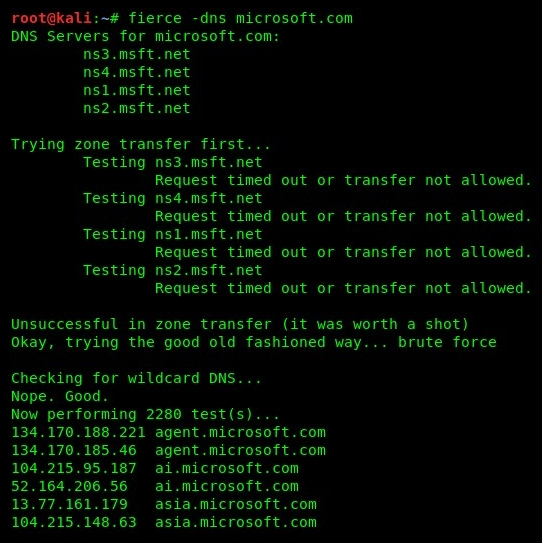 root@kali:~# fierce -dns microsoft.com
DNS Servers for microsoft.com:
        ns3.msft.net
        ns4.msft.net
        ns1.msft.net
        ns2.msft.net

Trying zone transfer first...
        Testing ns3.msft.net
                Request timed out or transfer not allowed.
        Testing ns4.msft.net
                Request timed out or transfer not allowed.
        Testing ns1.msft.net
                Request timed out or transfer not allowed.
        Testing ns2.msft.net
                Request timed out or transfer not allowed.

Unsuccessful in zone transfer (it was worth a shot)
Okay, trying the good old fashioned way... brute force

Checking for wildcard DNS...
Nope. Good.
Now performing 2280 test(s)...
134.170.188.221 agent.microsoft.com
134.170.185.46  agent.microsoft.com
104.215.95.187  ai.microsoft.com
52.164.206.56   ai.microsoft.com
13.77.161.179   asia.microsoft.com
104.215.148.63  asia.microsoft.com